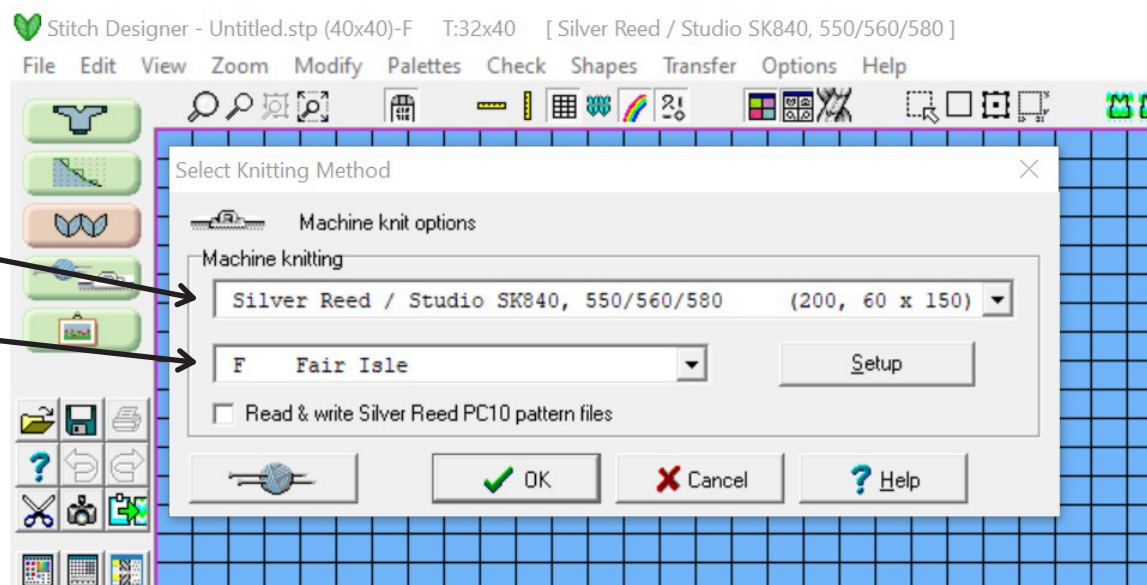 Stitch Designer - Untitled.stp (40x40)-F T:32x40 [ Silver Reed / Studio SK840, 550/560/580 ]
File Edit View Zoom Modify Palettes Check Shapes Transfer Options Help
Select Knitting Method
Machine knit options
Machine knitting
Silver Reed / Studio SK840, 550/560/580 (200, 60 x 150)
F Fair Isle
Setup
Read & write Silver Reed PC10 pattern files
OK Cancel Help